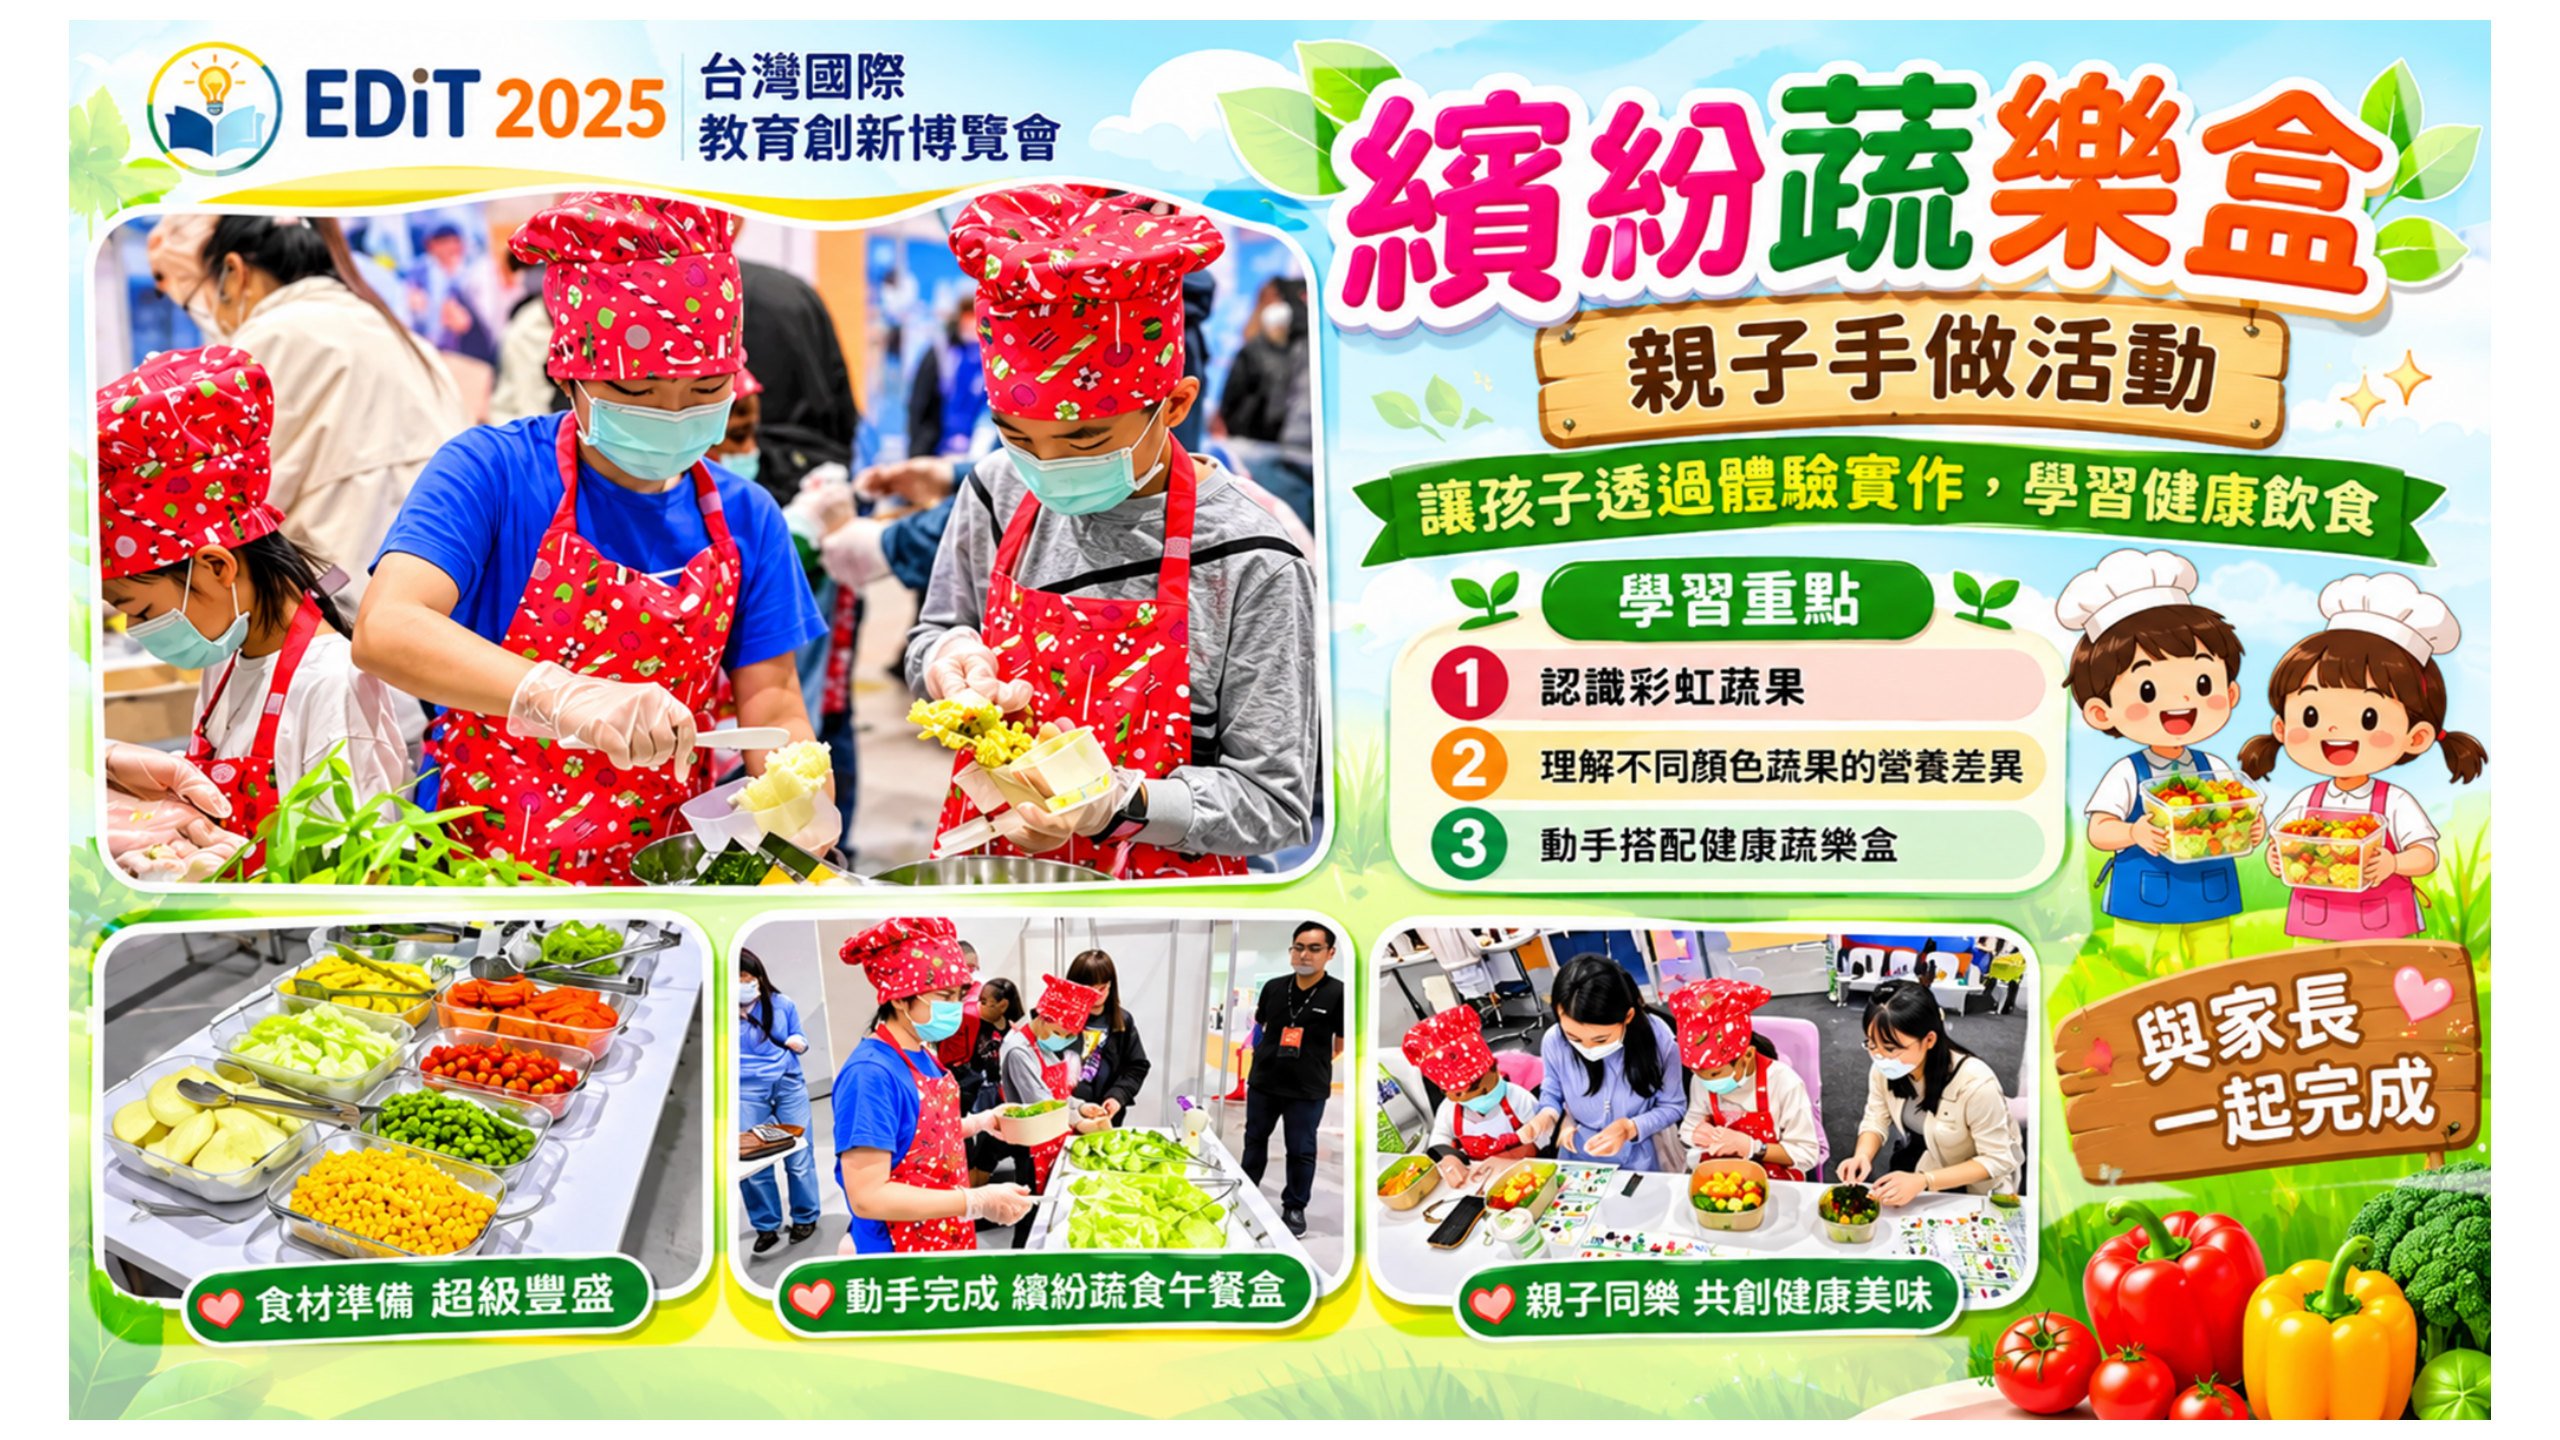 EDiT 2025
台灣國際
教育創新博覽會
繽紛蔬樂盒
親子手做活動
讓孩子透過體驗實作，學習健康飲食
學習重點
1 認識彩虹蔬果
2 理解不同顏色蔬果的營養差異
3 動手搭配健康蔬樂盒
與家長
一起完成
食材準備 超級豐盛
動手完成 繽紛蔬食午餐盒
親子同樂 共創健康美味